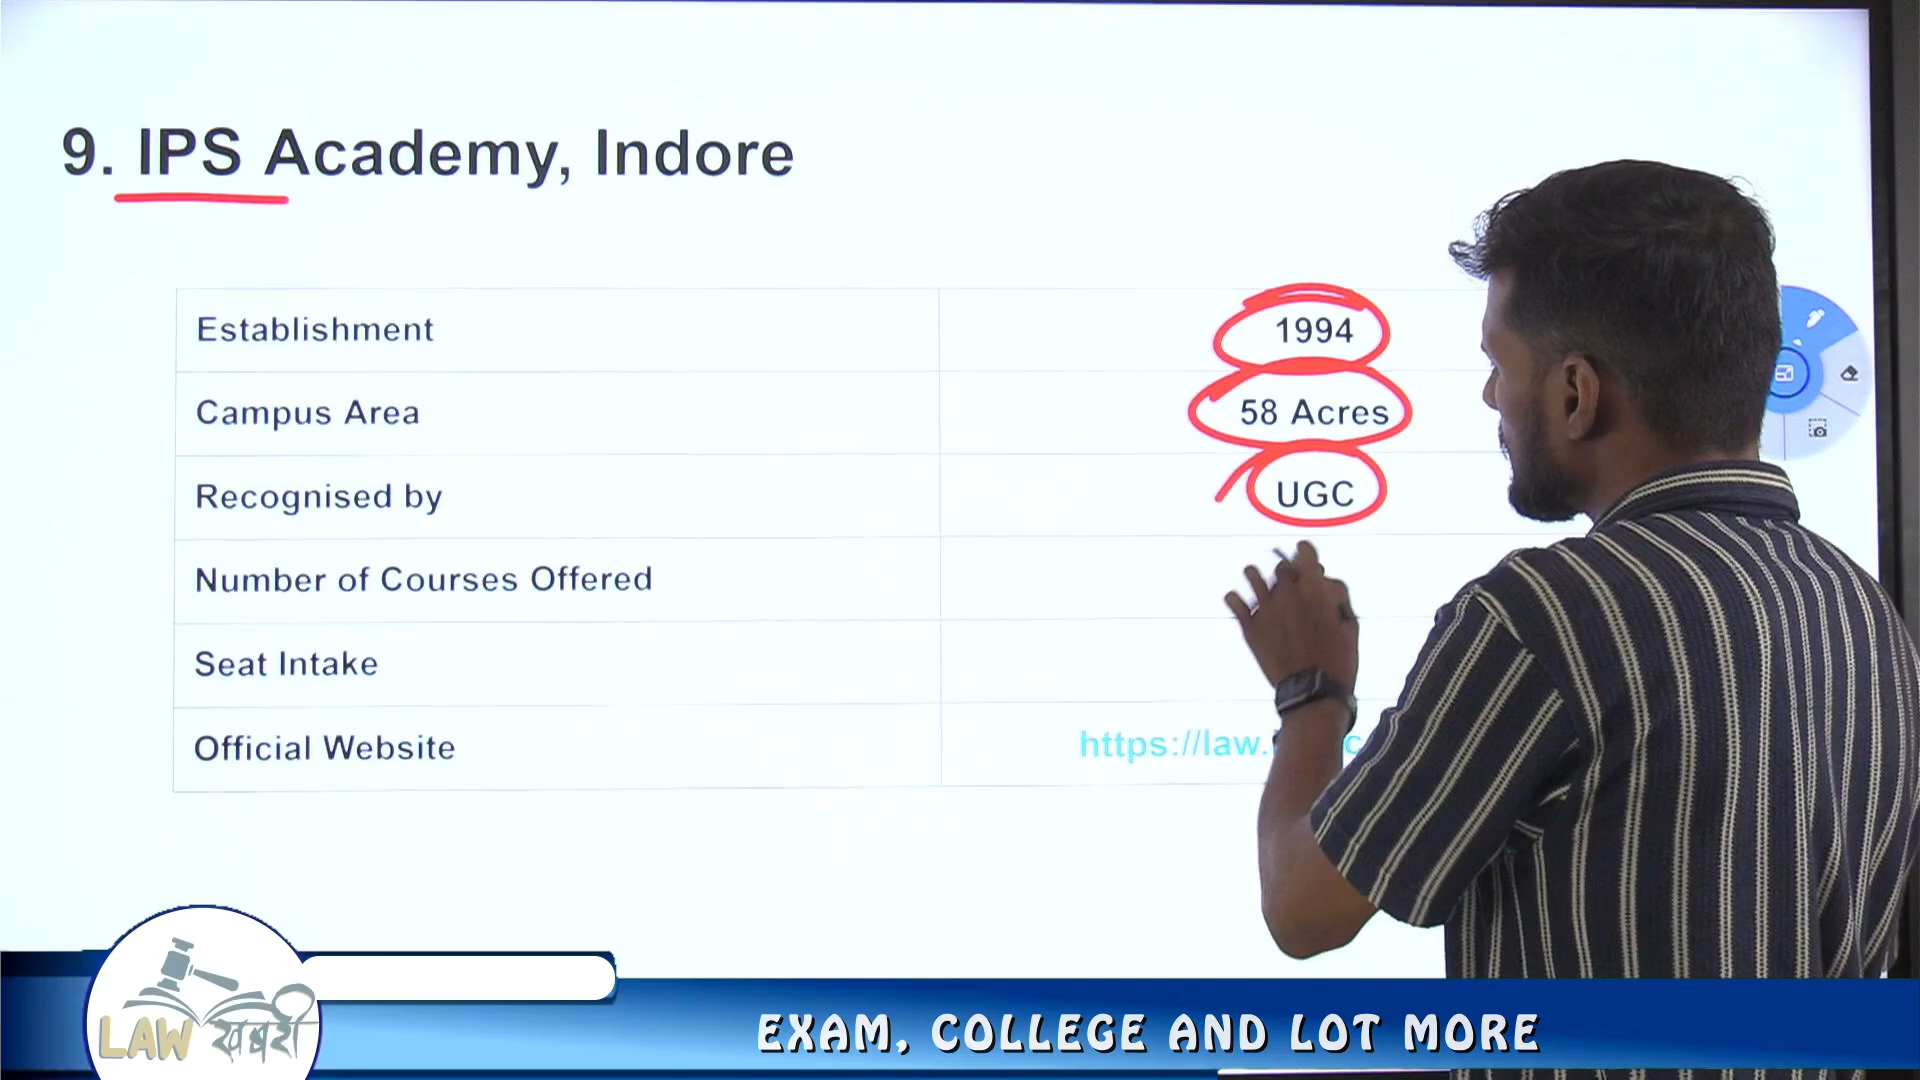 9. IPS Academy, Indore
Establishment 1994
Campus Area 58 Acres
Recognised by UGC
Number of Courses Offered
Seat Intake
Official Website https://law.
LAW खबरी
EXAM, COLLEGE AND LOT MORE